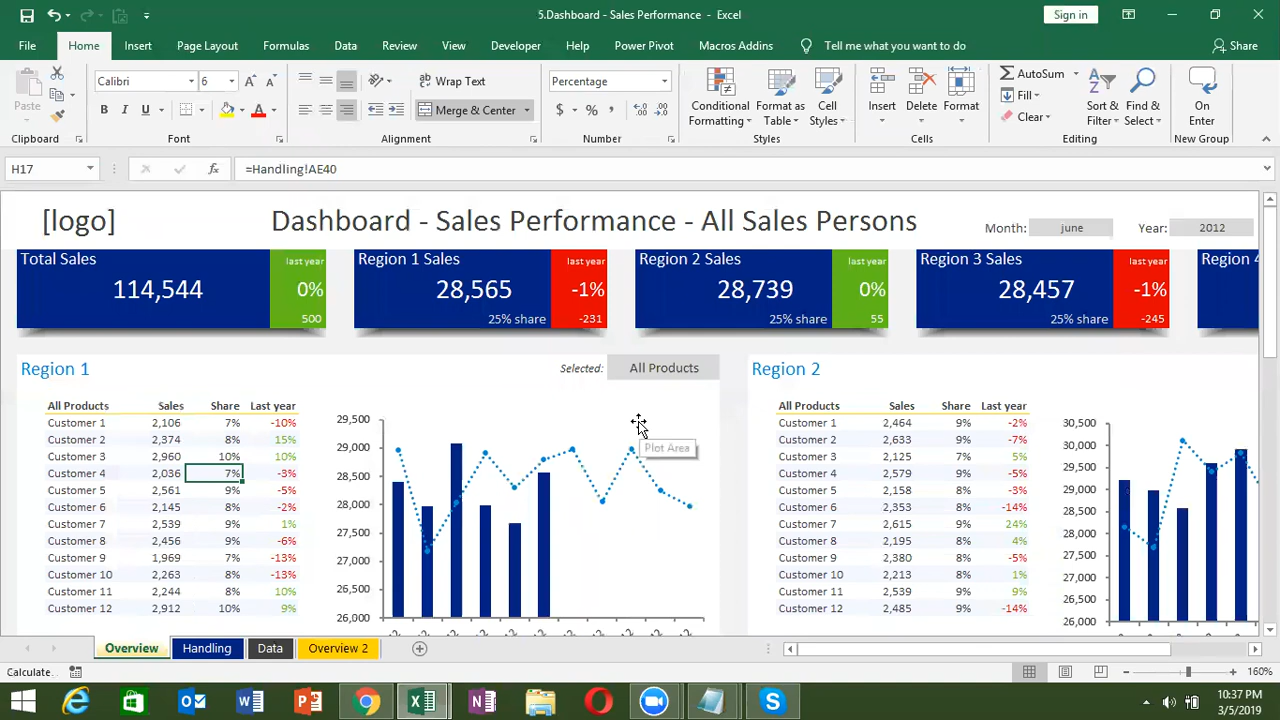 5.Dashboard - Sales Performance - Excel
Sign in
File Home Insert Page Layout Formulas Data Review View Developer Help Power Pivot Macros Addins Tell me what you want to do Share
Paste
Clipboard
Calibri 6
B I U
A A A
Font
Wrap Text
Merge & Center
Alignment
Percentage
$ % ,
Number
Conditional Formatting
Format as Table
Cell Styles
Styles
Insert
Delete
Format
Cells
AutoSum
Fill
Clear
Sort & Filter
Find & Select
Editing
On Enter
New Group
H17 fx =Handling!AE40
[logo] Dashboard - Sales Performance - All Sales Persons Month: june Year: 2012
Total Sales last year
114,544 0%
500
Region 1 Sales last year
28,565 -1%
25% share -231
Region 2 Sales last year
28,739 0%
25% share 55
Region 3 Sales last year
28,457 -1%
25% share -245
Region 4
Region 1 Selected: All Products
All Products Sales Share Last year
Customer 1 2,106 7% -10%
Customer 2 2,374 8% 15%
Customer 3 2,960 10% 10%
Customer 4 2,036 7% -3%
Customer 5 2,561 9% -5%
Customer 6 2,145 8% -2%
Customer 7 2,539 9% 1%
Customer 8 2,456 9% -6%
Customer 9 1,969 7% -13%
Customer 10 2,263 8% -13%
Customer 11 2,244 8% 10%
Customer 12 2,912 10% 9%
29,500
29,000
28,500
28,000
27,500
27,000
26,500
26,000
Plot Area
Region 2
All Products Sales Share Last year
Customer 1 2,464 9% -2%
Customer 2 2,633 9% -7%
Customer 3 2,125 7% 5%
Customer 4 2,579 9% -5%
Customer 5 2,158 8% -3%
Customer 6 2,353 8% -14%
Customer 7 2,615 9% 24%
Customer 8 2,195 8% 4%
Customer 9 2,380 8% -5%
Customer 10 2,213 8% 1%
Customer 11 2,539 9% 9%
Customer 12 2,485 9% -14%
30,500
30,000
29,500
29,000
28,500
28,000
27,500
27,000
26,500
26,000
Overview Handling Data Overview 2
Calculate
160%
10:37 PM
3/5/2019